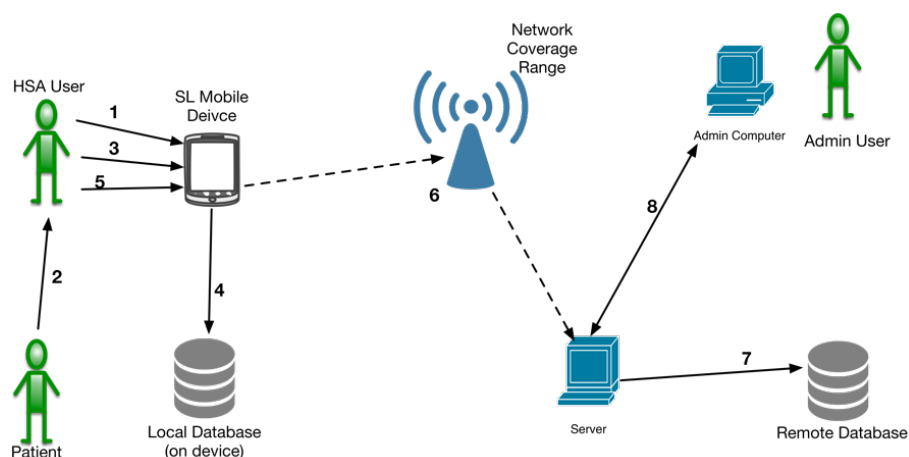 Network
Coverage
Range
HSA User
SL Mobile
Deivce
1
3
5
6
Admin Computer
Admin User
8
2
4
7
Local Database
(on device)
Patient
Server
Remote Database